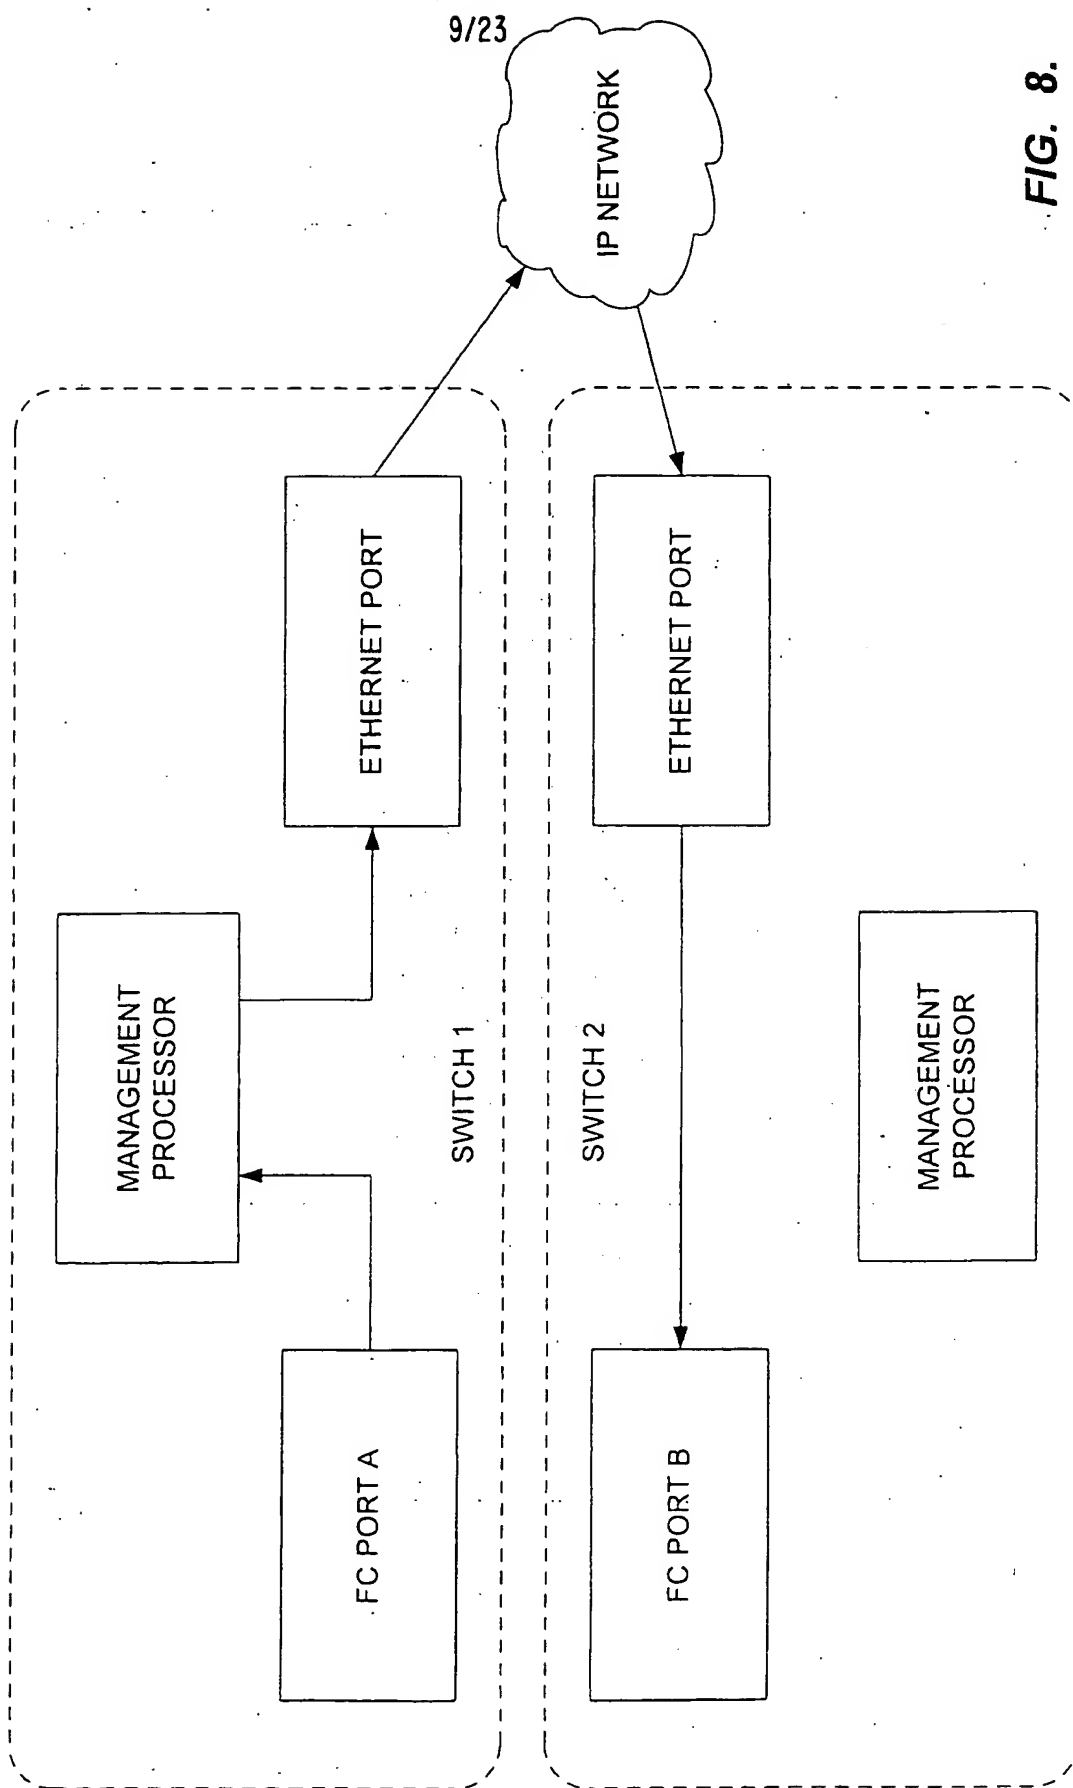 9/23
MANAGEMENT
PROCESSOR
FC PORT A
ETHERNET PORT
SWITCH 1
IP NETWORK
SWITCH 2
FC PORT B
ETHERNET PORT
MANAGEMENT
PROCESSOR
FIG. 8.